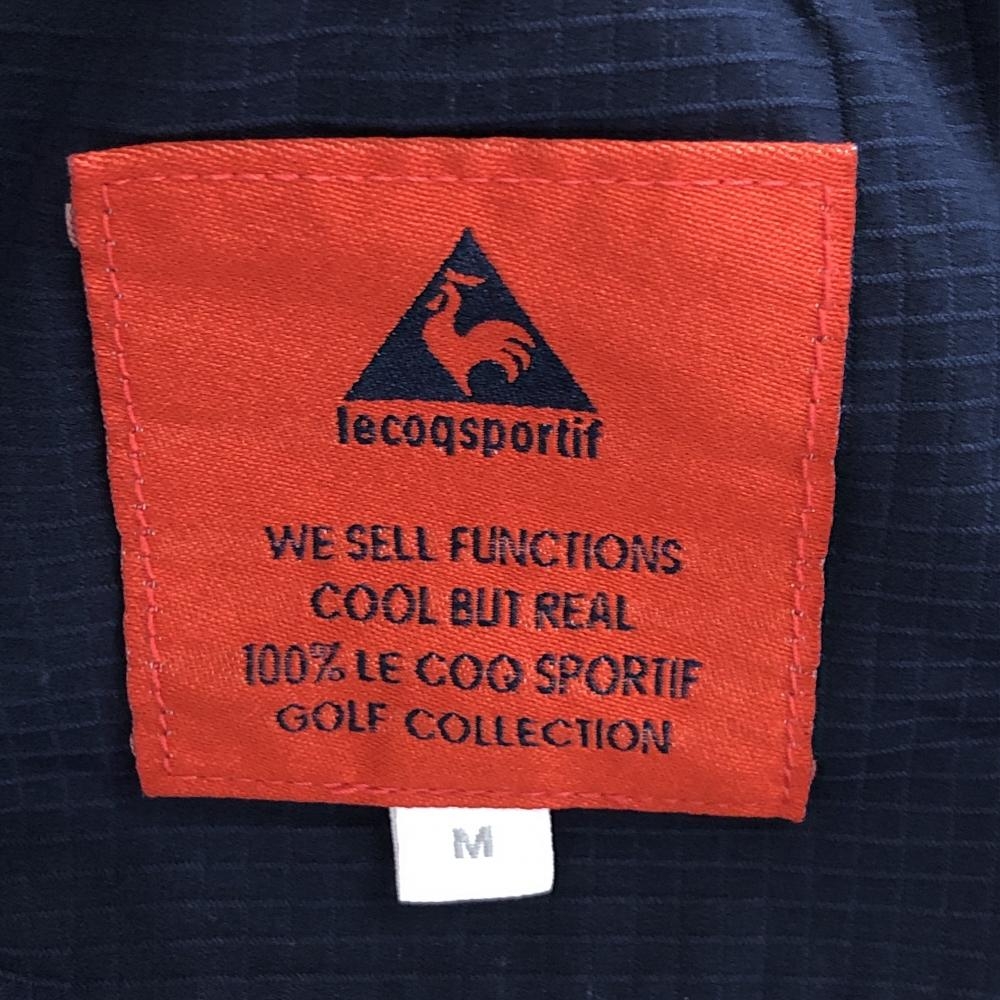 lecoqsportif
WE SELL FUNCTIONS
COOL BUT REAL
100% LE COQ SPORTIF
GOLF COLLECTION
M